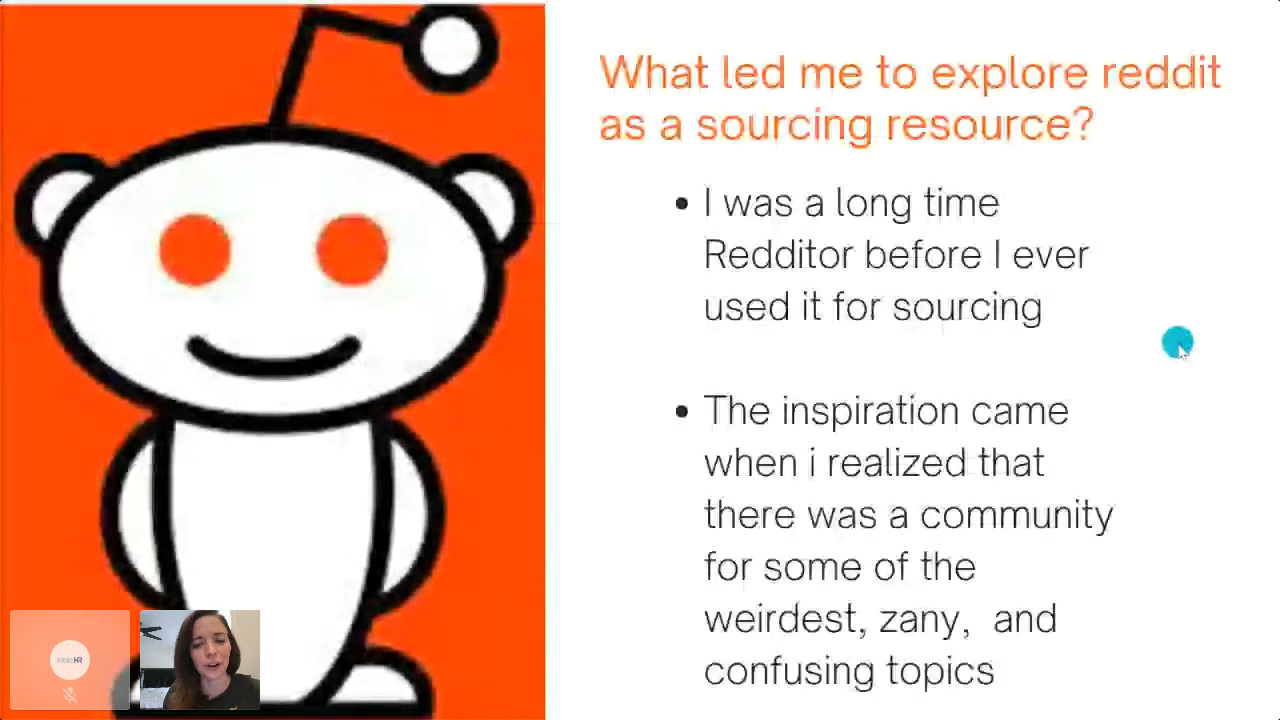 What led me to explore reddit
as a sourcing resource?
• I was a long time
Redditor before I ever
used it for sourcing
• The inspiration came
when i realized that
there was a community
for some of the
weirdest, zany, and
confusing topics